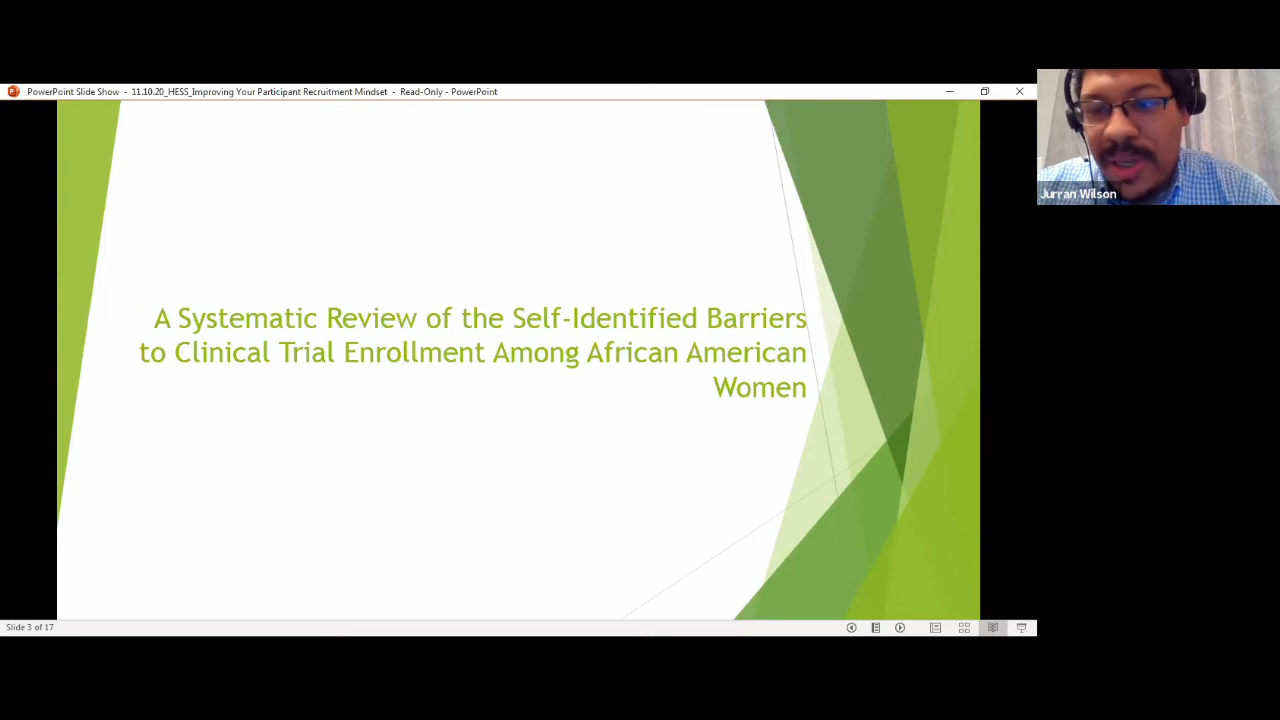 PowerPoint Slide Show - 11.10.20_HESS_Improving Your Participant Recruitment Mindset - Read-Only - PowerPoint
Jurran Wilson
A Systematic Review of the Self-Identified Barriers
to Clinical Trial Enrollment Among African American
Women
Slide 3 of 17